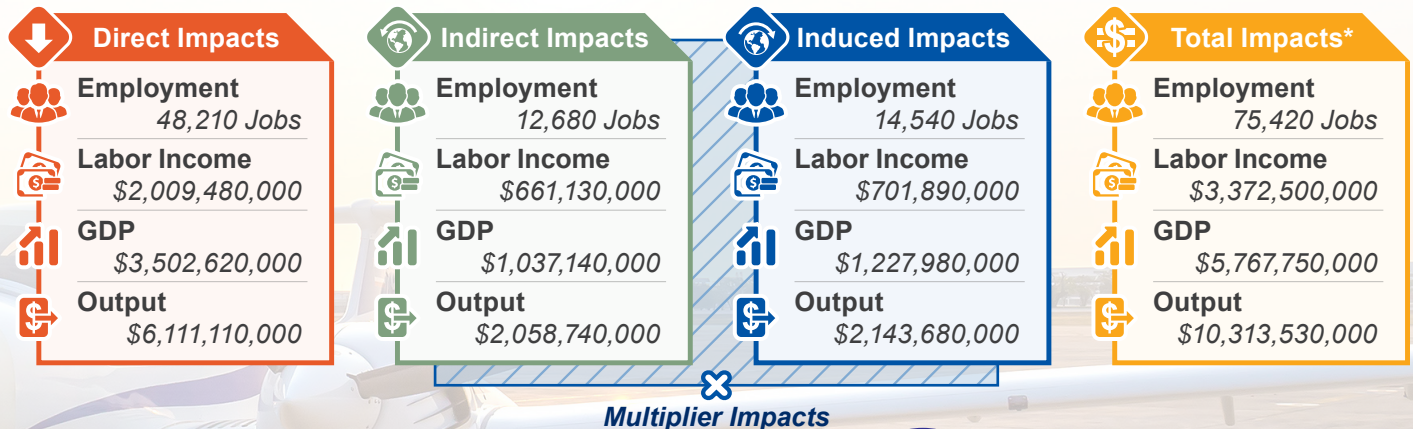 Direct Impacts
Employment
48,210 Jobs
Labor Income
$2,009,480,000
GDP
$3,502,620,000
Output
$6,111,110,000
Indirect Impacts
Employment
12,680 Jobs
Labor Income
$661,130,000
GDP
$1,037,140,000
Output
$2,058,740,000
Induced Impacts
Employment
14,540 Jobs
Labor Income
$701,890,000
GDP
$1,227,980,000
Output
$2,143,680,000
Total Impacts*
Employment
75,420 Jobs
Labor Income
$3,372,500,000
GDP
$5,767,750,000
Output
$10,313,530,000
Multiplier Impacts